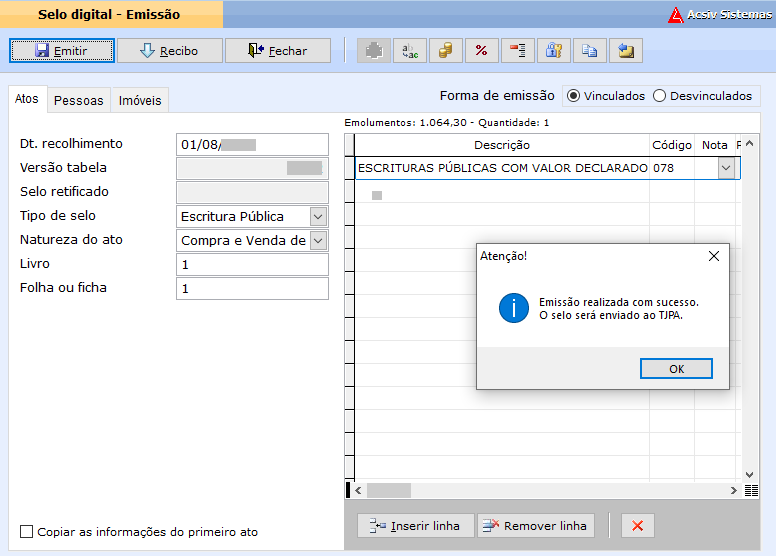 Selo digital - Emissão
Acsiv Sistemas
Emitir
Recibo
Fechar
Atos
Pessoas
Imóveis
Forma de emissão
Vinculados
Desvinculados
Emolumentos: 1.064,30 - Quantidade: 1
Dt. recolhimento
01/08/
Versão tabela
Selo retificado
Tipo de selo
Escritura Pública
Natureza do ato
Compra e Venda de
Livro
1
Folha ou ficha
1
Descrição
Código
Nota
ESCRITURAS PÚBLICAS COM VALOR DECLARADO
078
Atenção!
Emissão realizada com sucesso.
O selo será enviado ao TJPA.
OK
Inserir linha
Remover linha
Copiar as informações do primeiro ato